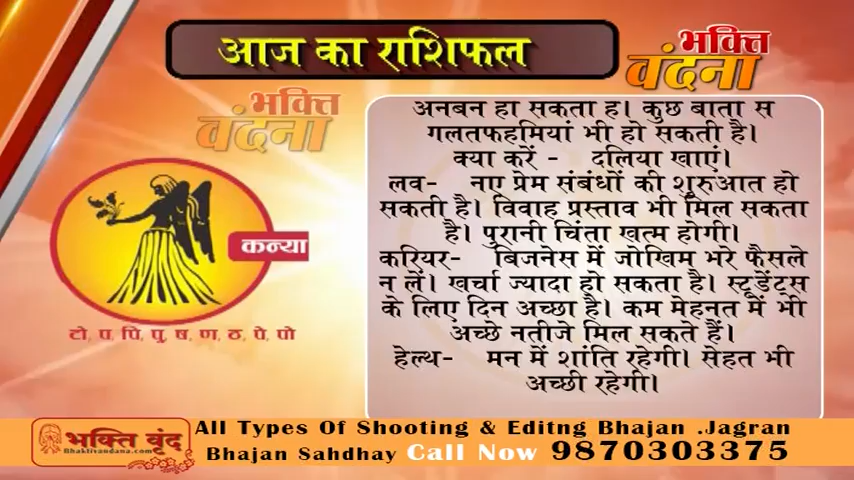 आज का राशिफल
भक्ति
वंदना
भक्ति
वंदना
अनबन हो सकता है। कुछ बातों से
गलतफहमियां भी हो सकती है।
क्या करें - दलिया खाएं।
लव- नए प्रेम संबंधों की शुरुआत हो
सकती है। विवाह प्रस्ताव भी मिल सकता
है। पुरानी चिंता खत्म होगी।
करियर- बिजनेस में जोखिम भरे फैसले
न लें। खर्चा ज्यादा हो सकता है। स्टूडेंट्स
के लिए दिन अच्छा है। कम मेहनत में भी
अच्छे नतीजे मिल सकते हैं।
हेल्थ- मन में शांति रहेगी। सेहत भी
अच्छी रहेगी।
कन्या
टो, प, पि, पु, ष, ण, ठ, पे, पो
भक्ति वृंद
Bhaktivandana.com
All Types Of Shooting & Editng Bhajan .Jagran
Bhajan Sahdhay Call Now 9870303375